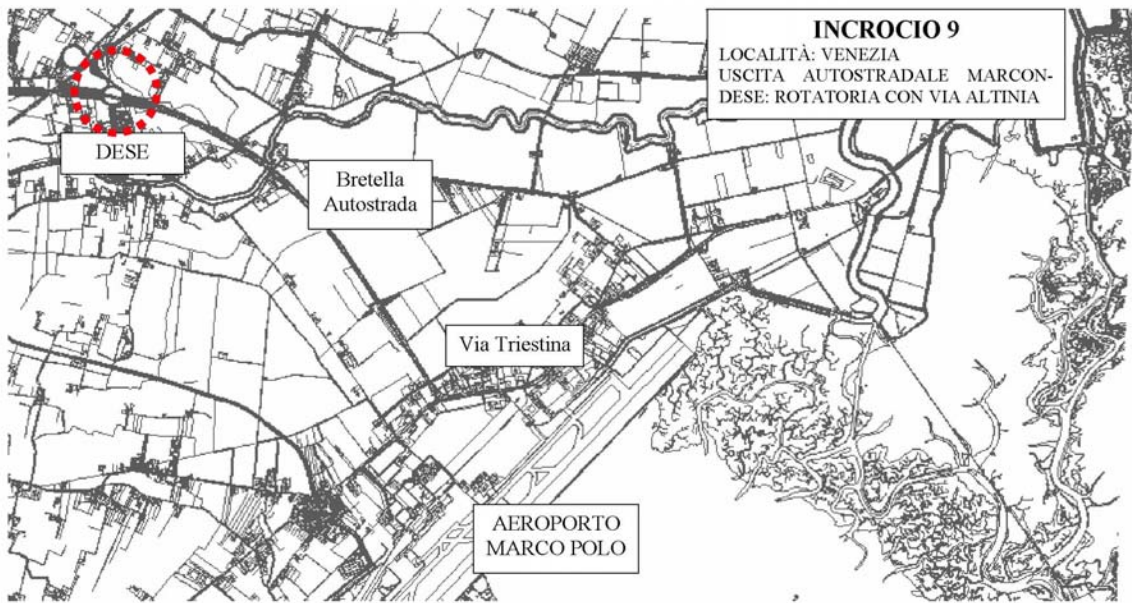 INCROCIO 9
LOCALITÀ: VENEZIA
USCITA AUTOSTRADALE MARCON-
DESE: ROTATORIA CON VIA ALTINIA
DESE
Bretella
Autostrada
Via Triestina
AEROPORTO
MARCO POLO